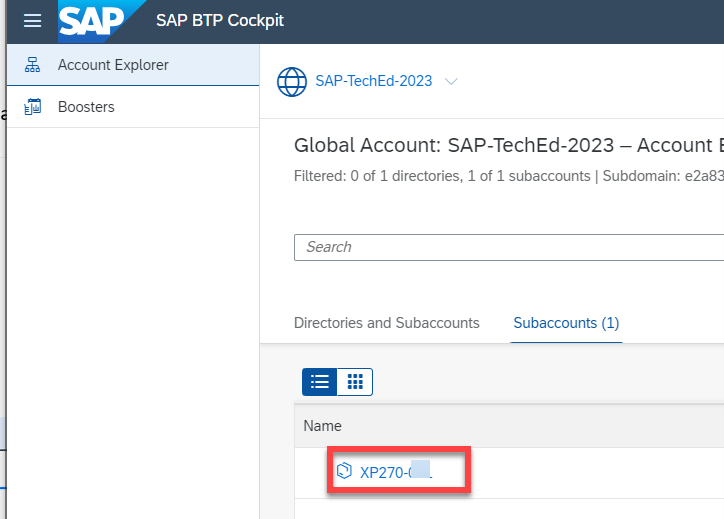 SAP SAP BTP Cockpit
Account Explorer
Boosters
SAP-TechEd-2023
Global Account: SAP-TechEd-2023 – Account E
Filtered: 0 of 1 directories, 1 of 1 subaccounts | Subdomain: e2a83
Search
Directories and Subaccounts Subaccounts (1)
Name
XP270-